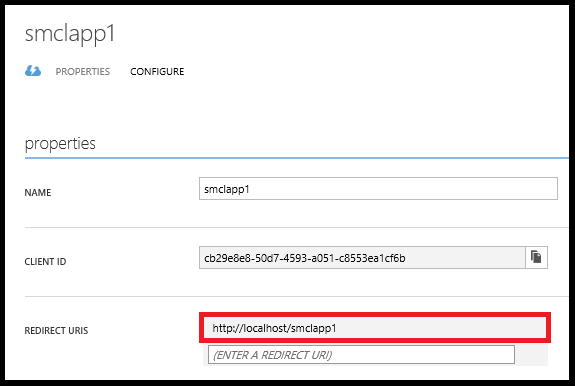 smclapp1
PROPERTIES CONFIGURE
properties
NAME smclapp1
CLIENT ID cb29e8e8-50d7-4593-a051-c8553ea1cf6b
REDIRECT URIS http://localhost/smclapp1
(ENTER A REDIRECT URI)